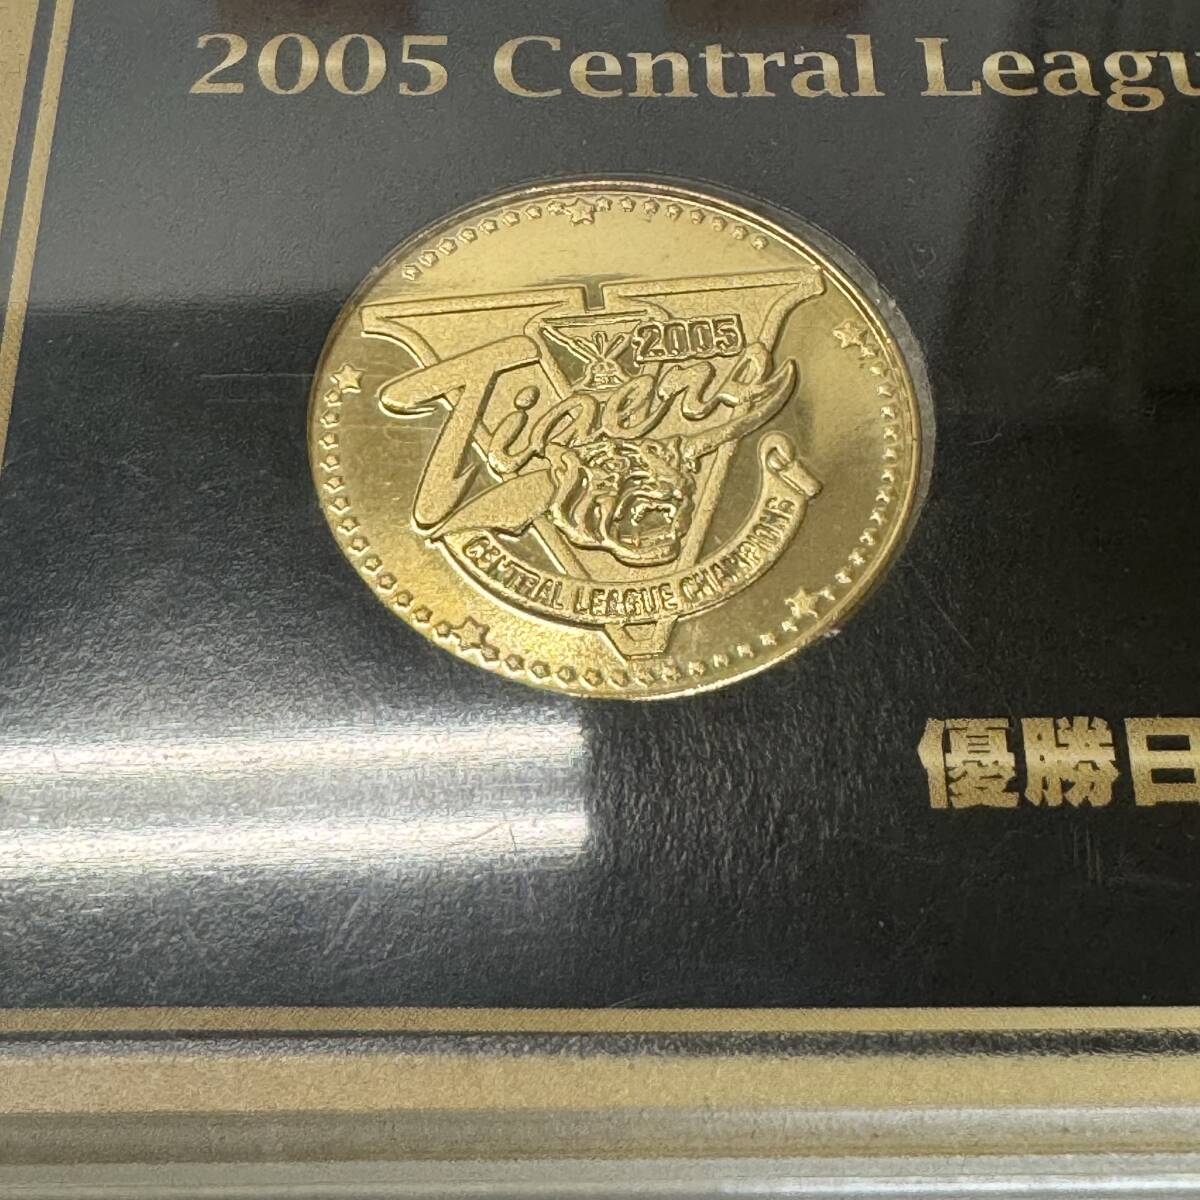 2005 Central Leagu
2005
Tigers
CENTRAL LEAGUE CHAMPIONS
優勝日